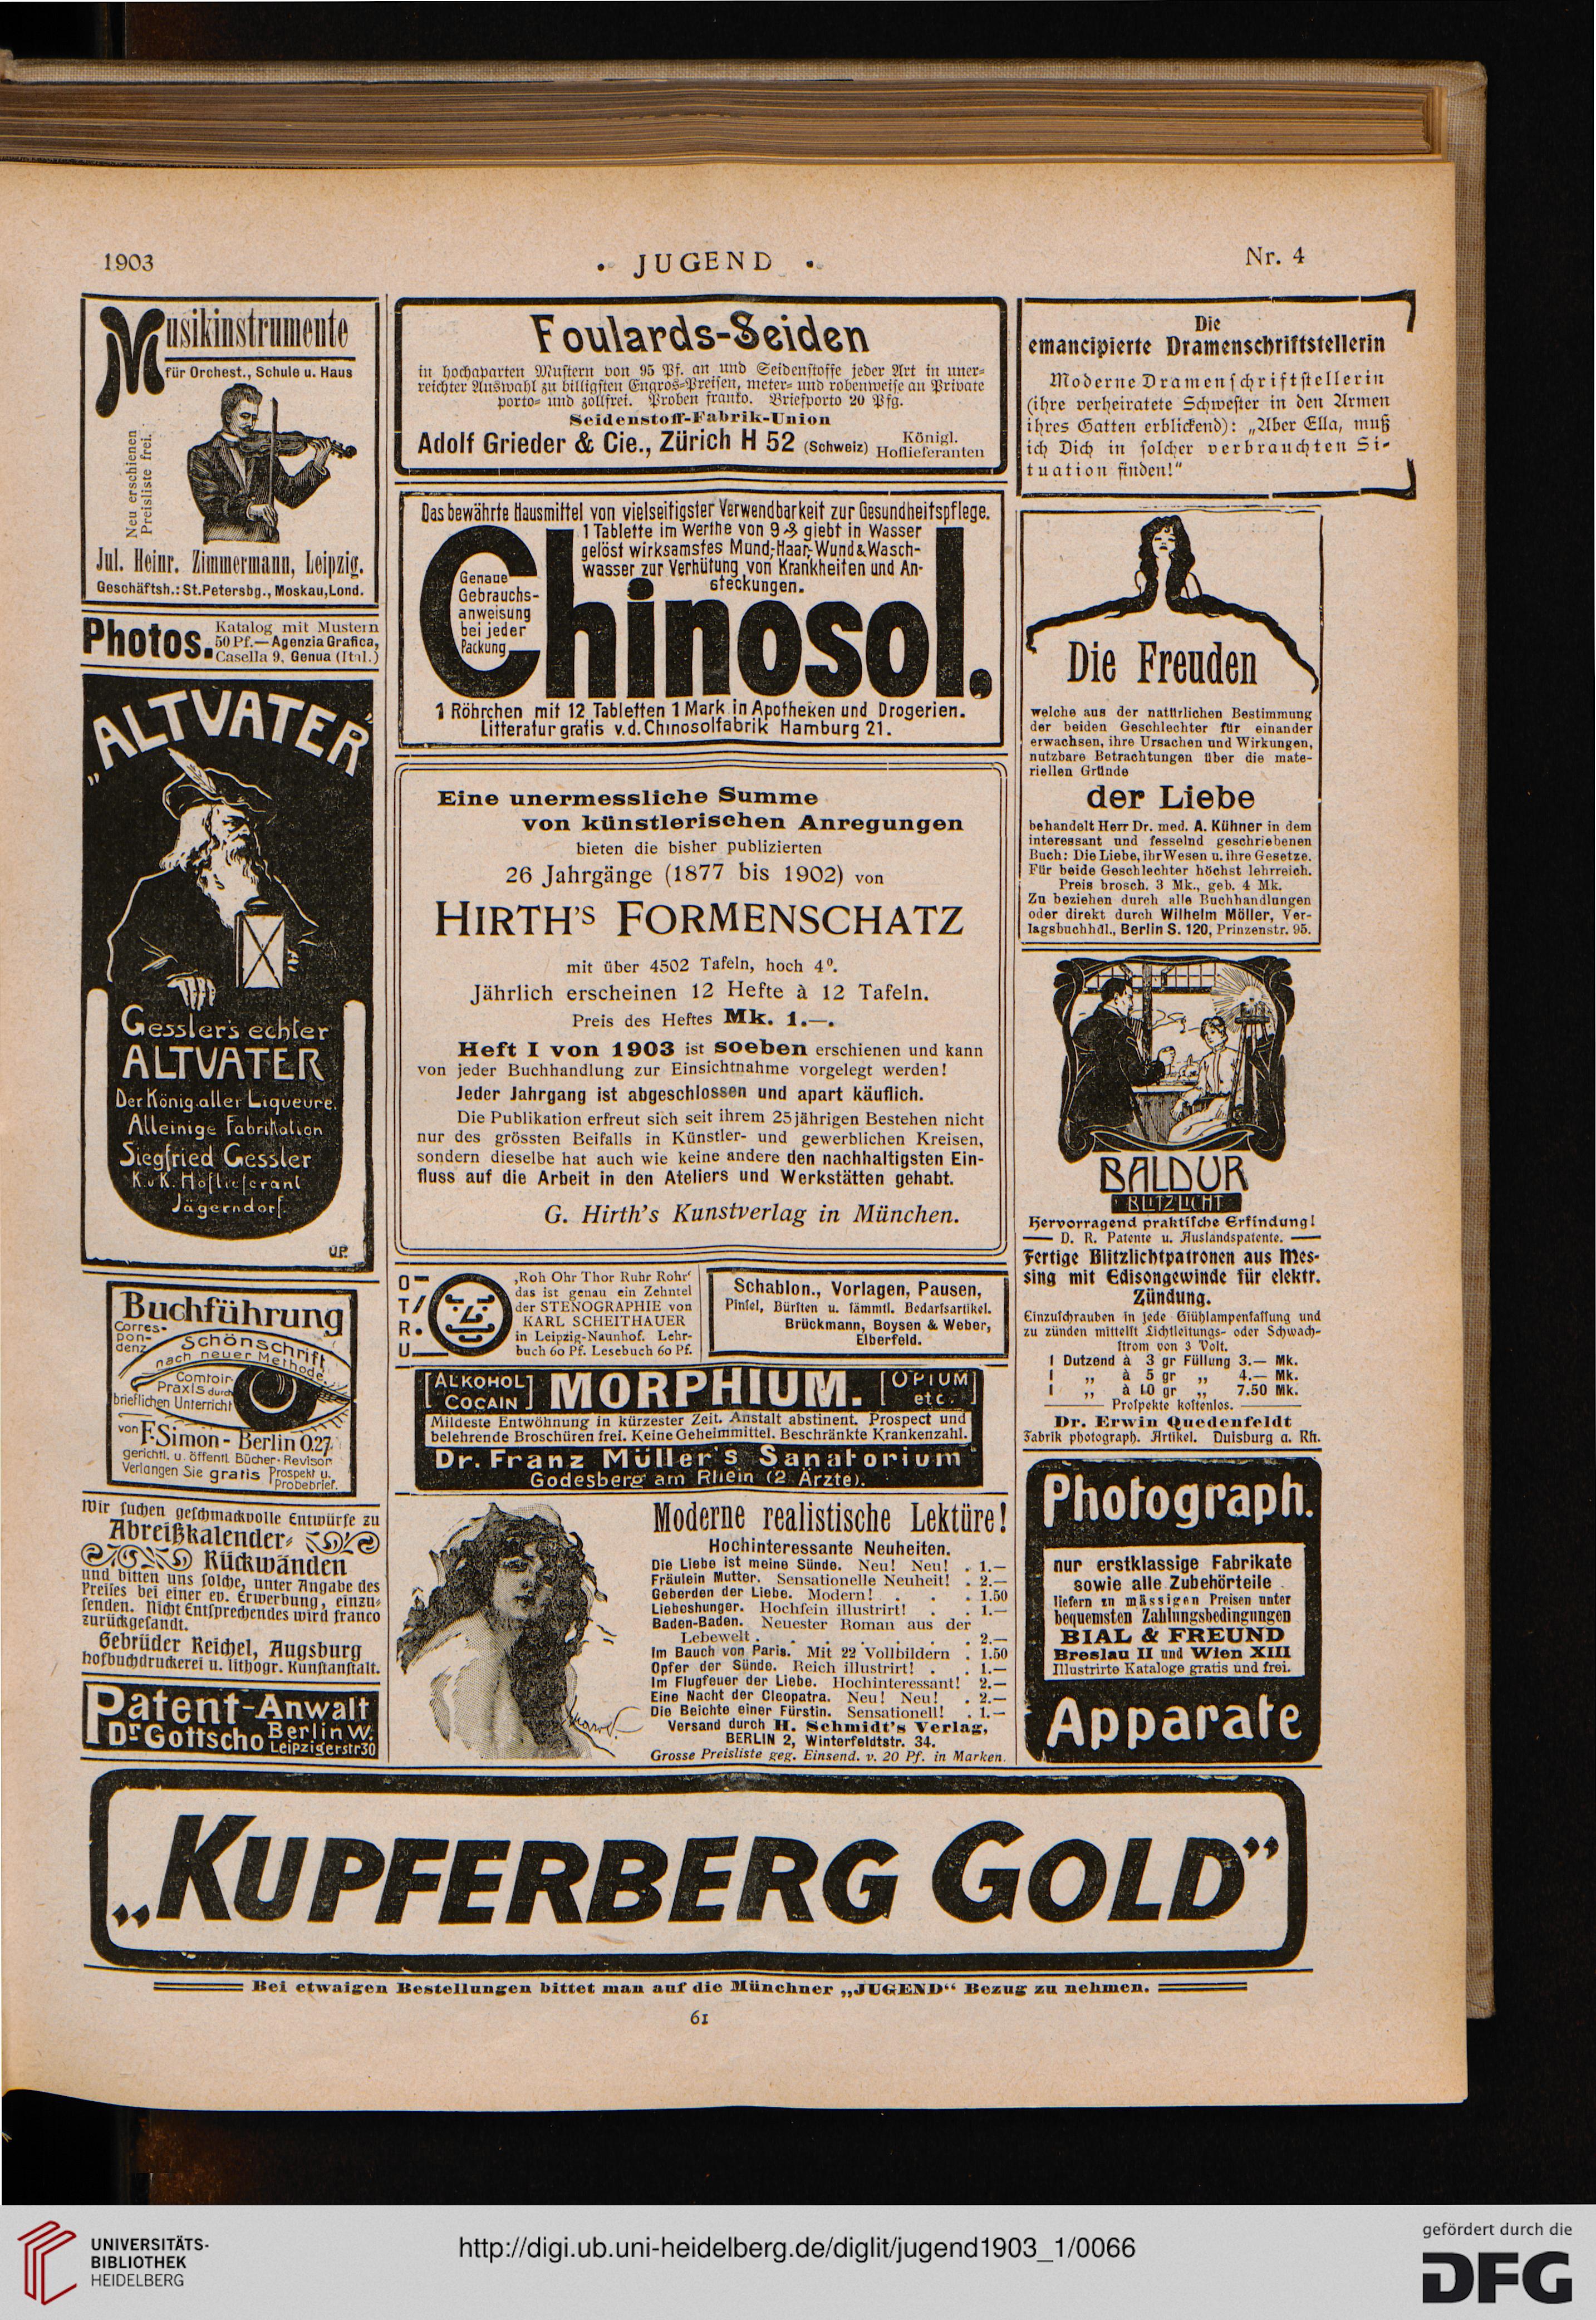 1903
• JUGEND •
Nr. 4
Musikinstrumente
für Orchest., Schule u. Haus
Neu erschienen
Preisliste frei.
Jul. Heinr. Zimmermann, Leipzig.
Geschäftsh.: St.Petersbg., Moskau, Lond.
Photos. Katalog mit Mustern
50 Pf.— Agenzia Grafica,
Casella 9, Genua (Ital.)
„ALTVATER”
Gessler's echter
ALTVATER
Der König aller Liqueure.
Alleinige Fabrikation
Siegfried Gessler
K.u.K. Hoflieferant
Jägerndorf.
Buchführung
Corres-
pon-
denz
Schönschrift
nach neuer Methode.
Comtoir-
Praxis durch
brieflichen Unterricht
von F. Simon - Berlin O.27.
gerichtl. u. öffentl. Bücher-Revisor
Verlangen Sie gratis Prospekt u.
Probebrief.
Wir suchen geschmackvolle Entwürfe zu
Abreißkalender-
Rückwänden
und bitten uns solche, unter Angabe des
Preises bei einer ev. Erwerbung, einzu-
senden. Nicht Entsprechendes wird franco
zurückgesandt.
Gebrüder Reichel, Augsburg
Hofbuchdruckerei u. lithogr. Kunstanstalt.
Patent-Anwalt
Dr. Gottscho Berlin W.
Leipzigerstr 30
Foulards-Seiden
in hochaparten Mustern von 95 Pf. an und Seidenstoffe jeder Art in uner-
reichter Auswahl zu billigsten Engros-Preisen, meter- und robenweise an Private
porto- und zollfrei. Proben franko. Briefporto 20 Pfg.
Seidenstoff-Fabrik-Union
Adolf Grieder & Cie., Zürich H 52 (Schweiz) Königl.
Hoflieferanten
Das bewährte Hausmittel von vielseitigster Verwendbarkeit zur Gesundheitspflege.
1 Tablette im Werthe von 9 ₰ giebt in Wasser
gelöst wirksamstes Mund-, Haar-, Wund & Wasch-
wasser zur Verhütung von Krankheiten und An-
steckungen.
Genaue
Gebrauchs-
anweisung
bei jeder
Packung
Chinosol.
1 Röhrchen mit 12 Tabletten 1 Mark in Apotheken und Drogerien.
Litteratur gratis v. d. Chinosolfabrik Hamburg 21.
Eine unermessliche Summe
von künstlerischen Anregungen
bieten die bisher publizierten
26 Jahrgänge (1877 bis 1902) von
HIRTH'S FORMENSCHATZ
mit über 4502 Tafeln, hoch 4⁰.
Jährlich erscheinen 12 Hefte à 12 Tafeln.
Preis des Heftes Mk. 1.—.
Heft I von 1903 ist soeben erschienen und kann
von jeder Buchhandlung zur Einsichtnahme vorgelegt werden!
Jeder Jahrgang ist abgeschlossen und apart käuflich.
Die Publikation erfreut sich seit ihrem 25jährigen Bestehen nicht
nur des grössten Beifalls in Künstler- und gewerblichen Kreisen,
sondern dieselbe hat auch wie keine andere den nachhaltigsten Ein-
fluss auf die Arbeit in den Ateliers und Werkstätten gehabt.
G. Hirth's Kunstverlag in München.
O
T
R
U
‚Roh Ohr Thor Ruhr Rohr‘
das ist genau ein Zehntel
der STENOGRAPHIE von
KARL SCHEITHAUER
in Leipzig-Naunhof. Lehr-
buch 60 Pf. Lesebuch 60 Pf.
Schablon., Vorlagen, Pausen,
Pinsel, Bürsten u. sämmtl. Bedarfsartikel.
Brückmann, Boysen & Weber,
Elberfeld.
[ALKOHOL COCAIN] MORPHIUM. [OPIUM etc.]
Mildeste Entwöhnung in kürzester Zeit. Anstalt abstinent. Prospect und
belehrende Broschüren frei. Keine Geheimmittel. Beschränkte Krankenzahl.
Dr. Franz Müller's Sanatorium
Godesberg am Rhein (2 Ärzte).
Moderne realistische Lektüre!
Hochinteressante Neuheiten.
Die Liebe ist meine Sünde. Neu! Neu! . 1.—
Fräulein Mutter. Sensationelle Neuheit! . 2.—
Geberden der Liebe. Modern! . . . 1.50
Liebeshunger. Hochfein illustrirt! . . 1.—
Baden-Baden. Neuester Roman aus der
Lebewelt . . . . . . . 2.—
Im Bauch von Paris. Mit 22 Vollbildern . 1.50
Opfer der Sünde. Reich illustrirt! . . 1.—
Im Flugfeuer der Liebe. Hochinteressant! 2.—
Eine Nacht der Cleopatra. Neu! Neu! . 2.—
Die Beichte einer Fürstin. Sensationell! . 1.—
Versand durch H. Schmidt's Verlag,
BERLIN 2, Winterfeldtstr. 34.
Grosse Preisliste geg. Einsend. v. 20 Pf. in Marken.
Die
emancipierte Dramenschriftstellerin
Moderne Dramenschriftstellerin
(ihre verheiratete Schwester in den Armen
ihres Gatten erblickend): „Aber Ella, muß
ich Dich in solcher verbrauchten Si-
tuation finden!“
Die Freuden
welche aus der natürlichen Bestimmung
der beiden Geschlechter für einander
erwachsen, ihre Ursachen und Wirkungen,
nutzbare Betrachtungen über die mate-
riellen Gründe
der Liebe
behandelt Herr Dr. med. A. Kühner in dem
interessant und fesselnd geschriebenen
Buch: Die Liebe, ihr Wesen u. ihre Gesetze.
Für beide Geschlechter höchst lehrreich.
Preis brosch. 3 Mk., geb. 4 Mk.
Zu beziehen durch alle Buchhandlungen
oder direkt durch Wilhelm Möller, Ver-
lagsbuchhdl., Berlin S. 120, Prinzenstr. 95.
BALDUR
BLITZLICHT
Hervorragend praktische Erfindung!
D. R. Patente u. Auslandspatente.
Fertige Blitzlichtpatronen aus Mes-
sing mit Edisongewinde für elektr.
Zündung.
Einzuschrauben in jede Glühlampenfassung und
zu zünden mittelst Lichtleitungs- oder Schwach-
strom von 3 Volt.
1 Dutzend à 3 gr Füllung 3.— Mk.
1 „ à 5 gr „ 4.— Mk.
1 „ à 10 gr „ 7.50 Mk.
Prospekte kostenlos.
Dr. Erwin Quedenfeldt
Fabrik photograph. Artikel. Duisburg a. Rh.
Photograph.
nur erstklassige Fabrikate
sowie alle Zubehörteile
liefern zu mässigen Preisen unter
bequemsten Zahlungsbedingungen
BIAL & FREUND
Breslau II und Wien XIII
Illustrirte Kataloge gratis und frei.
Apparate
„KUPFERBERG GOLD”
Bei etwaigen Bestellungen bittet man auf die Münchner „JUGEND“ Bezug zu nehmen.
61
UNIVERSITÄTS-
BIBLIOTHEK
HEIDELBERG
http://digi.ub.uni-heidelberg.de/diglit/jugend1903_1/0066
gefördert durch die
DFG